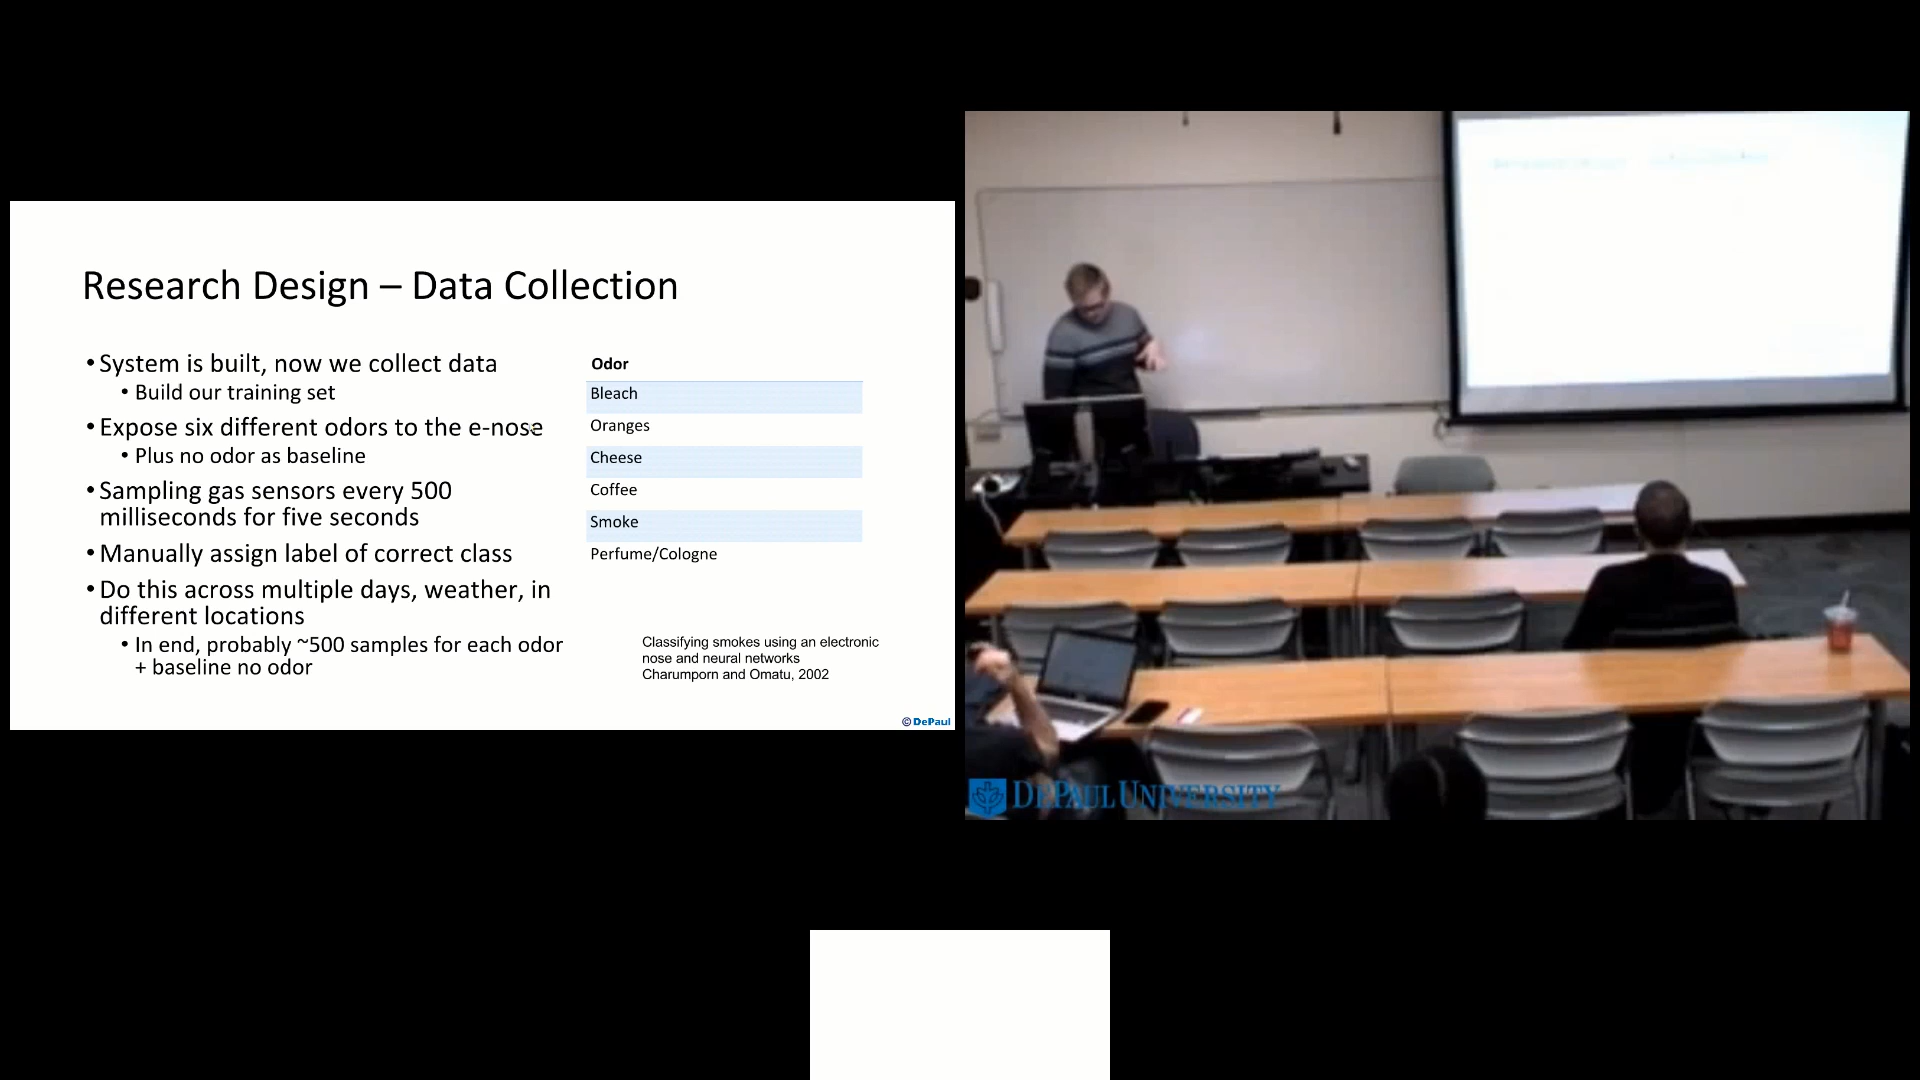 Research Design – Data Collection
• System is built, now we collect data
• Build our training set
• Expose six different odors to the e-nose
• Plus no odor as baseline
• Sampling gas sensors every 500
milliseconds for five seconds
• Manually assign label of correct class
• Do this across multiple days, weather, in
different locations
• In end, probably ~500 samples for each odor
+ baseline no odor
Odor
Bleach
Oranges
Cheese
Coffee
Smoke
Perfume/Cologne
Classifying smokes using an electronic
nose and neural networks
Charumporn and Omatu, 2002
© DePaul
DEPAUL UNIVERSITY